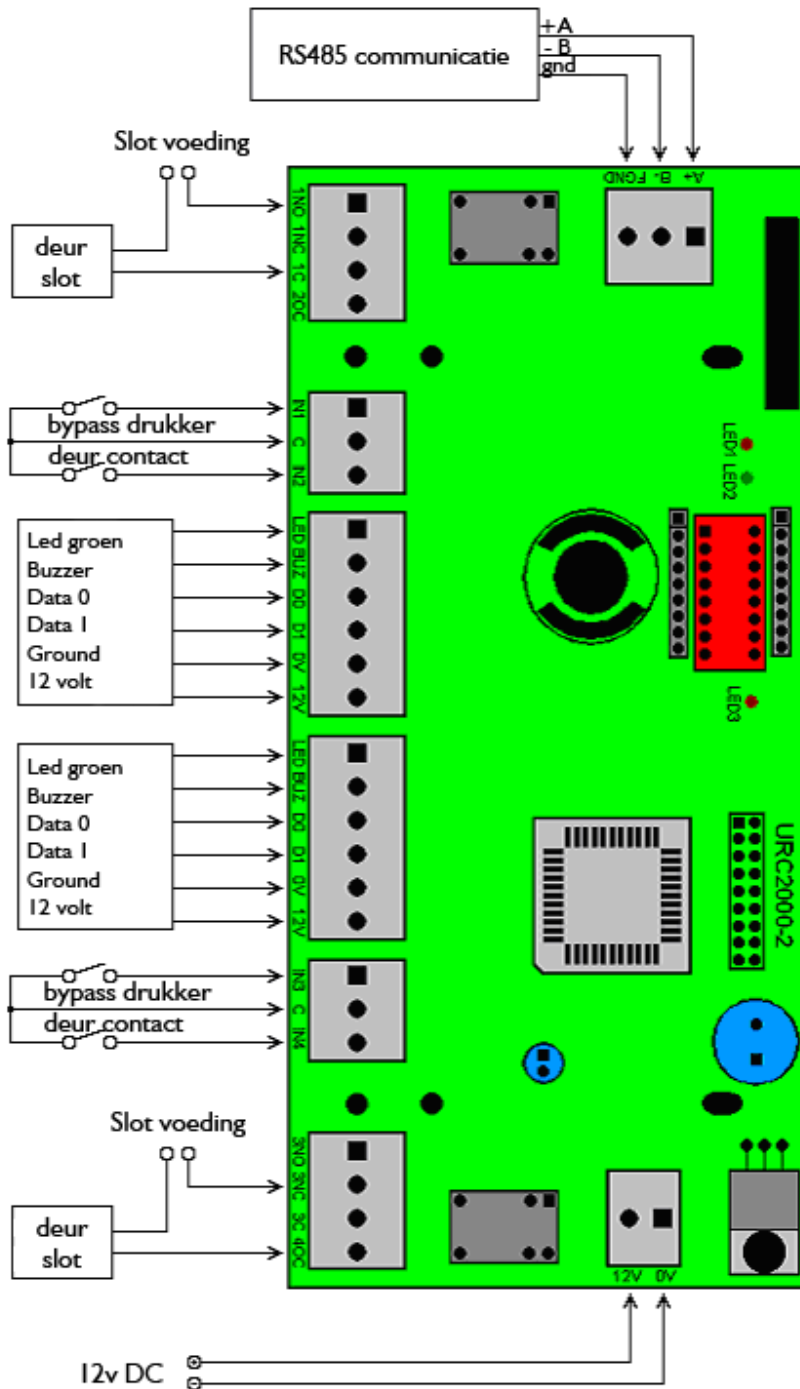 RS485 communicatie
+A
- B
gnd
FGND
B-
A+
Slot voeding
deur
slot
1NO
1NC
1C
2OC
bypass drukker
deur contact
IN1
C
IN2
LED1
LED2
Led groen
Buzzer
Data 0
Data 1
Ground
12 volt
LED
BUZ
D0
D1
0V
12V
LED3
Led groen
Buzzer
Data 0
Data 1
Ground
12 volt
LED
BUZ
D0
D1
0V
12V
URC2000-2
bypass drukker
deur contact
IN3
C
IN4
Slot voeding
deur
slot
3NO
3NC
3C
4OC
12V
0V
12v DC